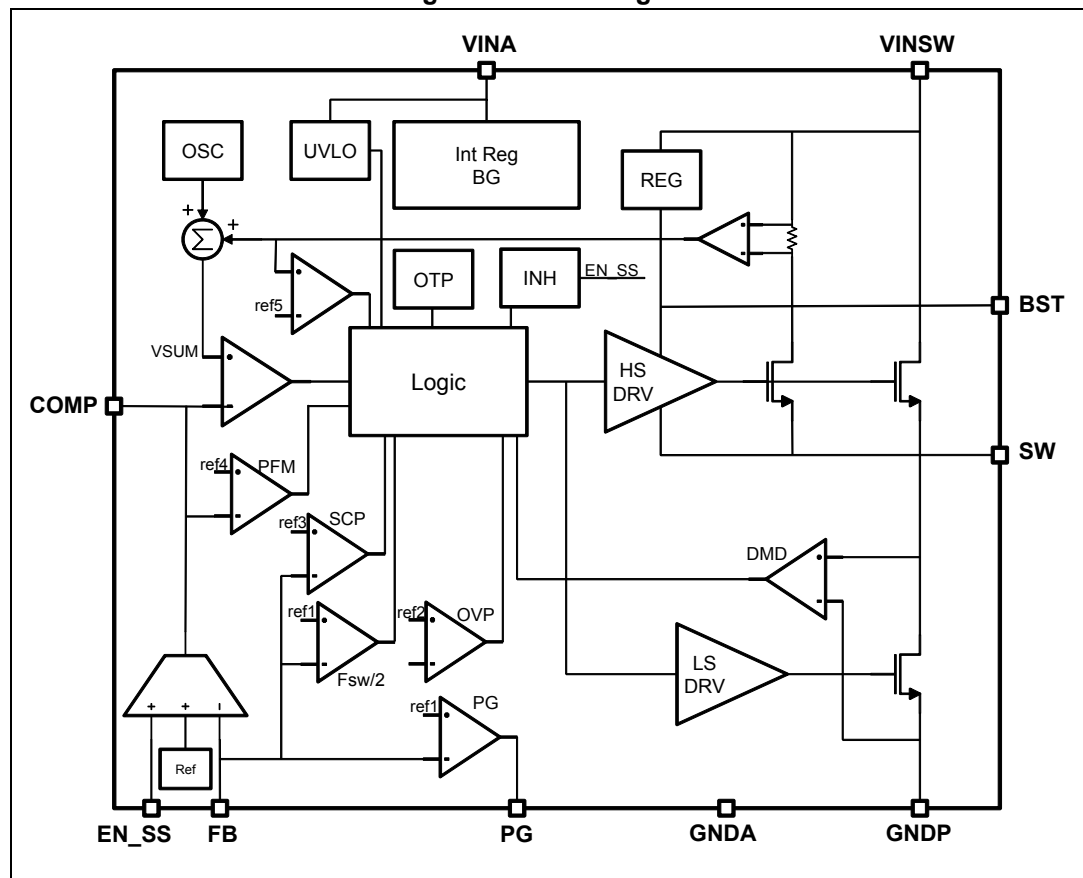 VINA
VINSW
OSC
UVLO
Int Reg
BG
REG
+
+
Σ
OTP
INH
EN_SS
ref5
BST
VSUM
Logic
HS
DRV
COMP
SW
ref4
PFM
ref3
SCP
DMD
ref1
ref2
OVP
Fsw/2
LS
DRV
ref1
PG
+
+
-
Ref
EN_SS
FB
PG
GNDA
GNDP